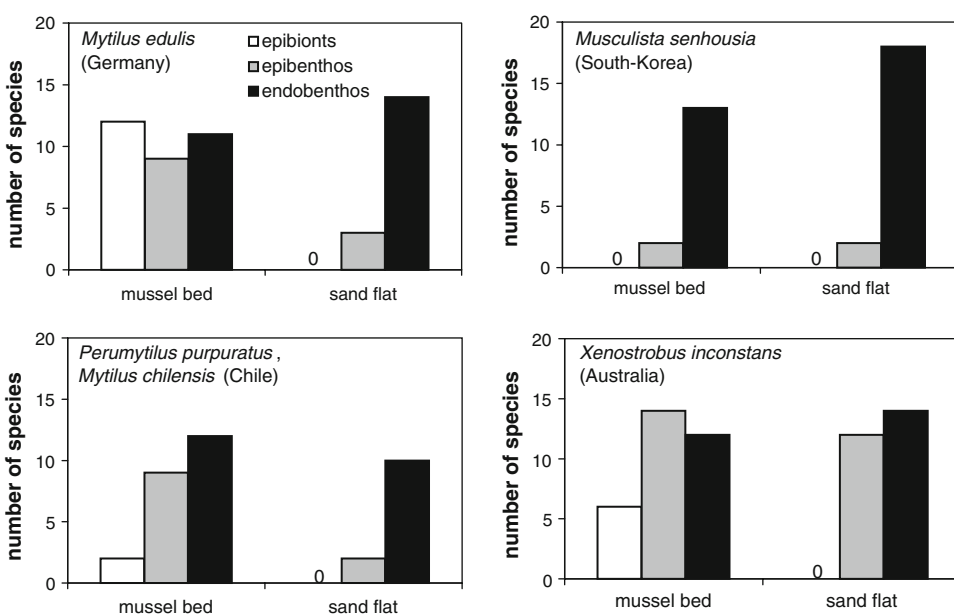 20
15
10
5
0
number of species
Mytilus edulis
(Germany)
epibionts
epibenthos
endobenthos
0
mussel bed
sand flat
20
15
10
5
0
number of species
Musculista senhousia
(South-Korea)
0
0
mussel bed
sand flat
20
15
10
5
0
number of species
Perumytilus purpuratus,
Mytilus chilensis (Chile)
0
mussel bed
sand flat
20
15
10
5
0
number of species
Xenostrobus inconstans
(Australia)
0
mussel bed
sand flat